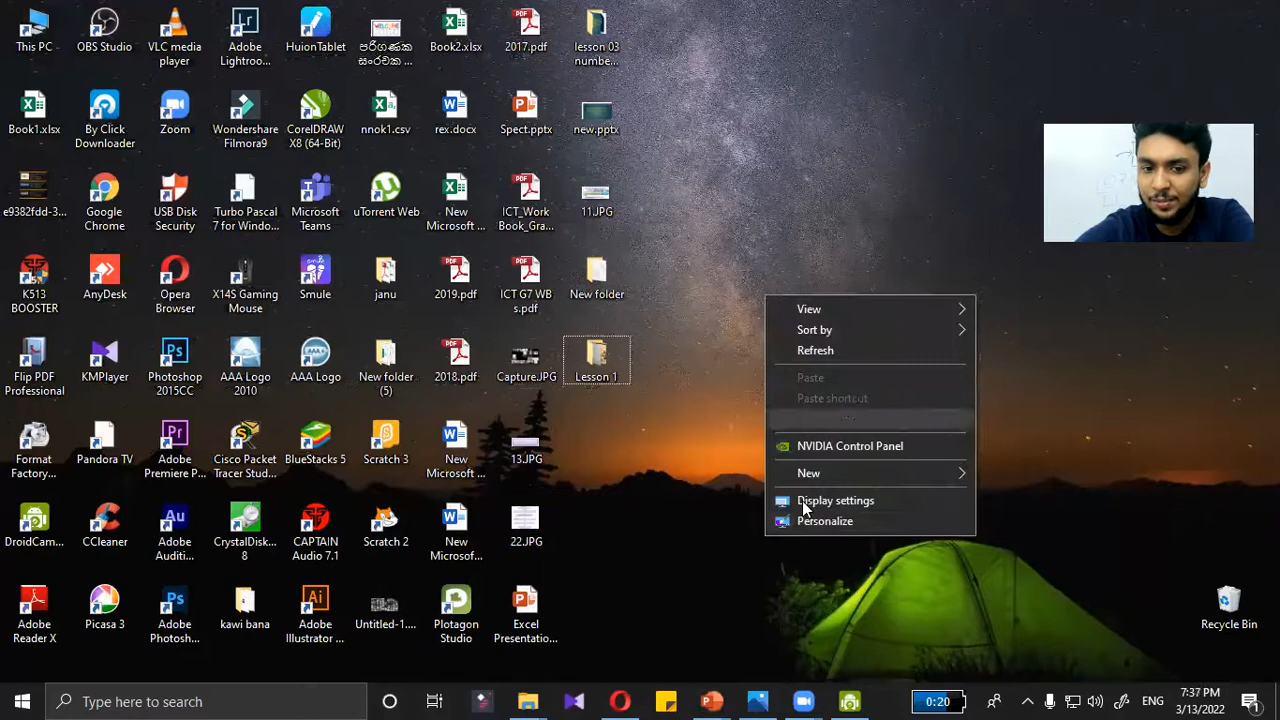 This PC
OBS Studio
VLC media
player
Adobe
Lightroo...
HuionTablet
පරිගණක
සංරචක ...
Book2.xlsx
2017.pdf
lesson 03
numbe...
Book1.xlsx
By Click
Downloader
Zoom
Wondershare
Filmora9
CorelDRAW
X8 (64-Bit)
nnok1.csv
rex.docx
Spect.pptx
new.pptx
e9382fdd-3...
Google
Chrome
USB Disk
Security
Turbo Pascal
7 for Windo...
Microsoft
Teams
uTorrent Web
New
Microsoft ...
ICT_Work
Book_Gra...
11.JPG
K513
BOOSTER
AnyDesk
Opera
Browser
X14S Gaming
Mouse
Smule
janu
2019.pdf
ICT G7 WB
s.pdf
New folder
Flip PDF
Professional
KMPlayer
Photoshop
2015CC
AAA Logo
2010
AAA Logo
New folder
(5)
2018.pdf
Capture.JPG
Lesson 1
Format
Factory...
Pandora TV
Adobe
Premiere P...
Cisco Packet
Tracer Stud...
BlueStacks 5
Scratch 3
New
Microsoft ...
13.JPG
DroidCam...
CCleaner
Adobe
Auditi...
CrystalDisk...
8
CAPTAIN
Audio 7.1
Scratch 2
New
Microsof...
22.JPG
Adobe
Reader X
Picasa 3
Adobe
Photosh...
kawi bana
Adobe
Illustrator ...
Untitled-1....
Plotagon
Studio
Excel
Presentatio...
View
Sort by
Refresh
Paste
Paste shortcut
NVIDIA Control Panel
New
Display settings
Personalize
Recycle Bin
Type here to search
0:20
ENG
7:37 PM
3/13/2022
1